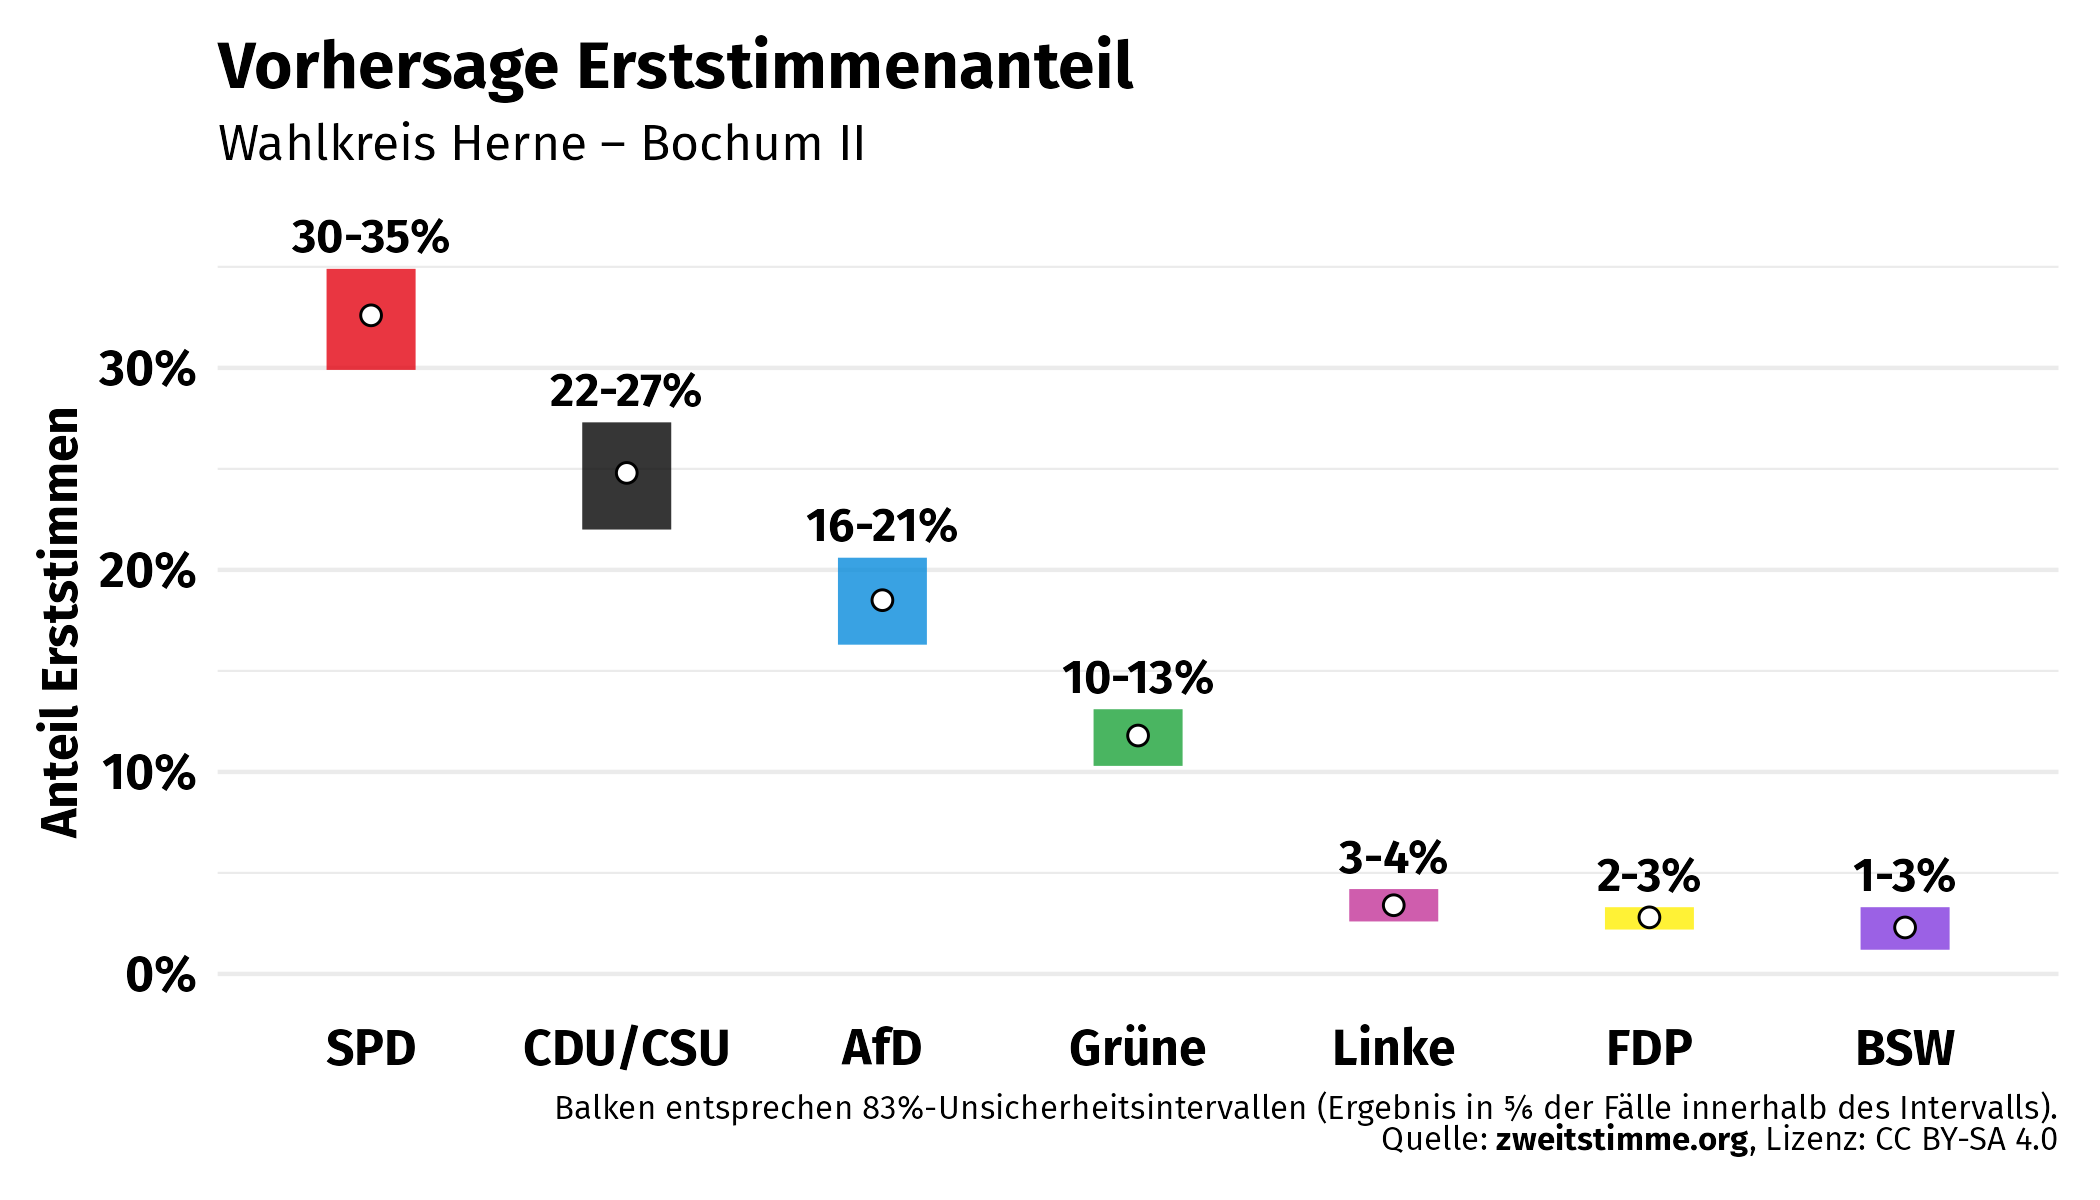 Vorhersage Erststimmenanteil
Wahlkreis Herne – Bochum II
30-35%
22-27%
16-21%
10-13%
3-4%
2-3%
1-3%
30%
20%
10%
0%
Anteil Erststimmen
SPD CDU/CSU AfD Grüne Linke FDP BSW
Balken entsprechen 83%-Unsicherheitsintervallen (Ergebnis in ⅚ der Fälle innerhalb des Intervalls).
Quelle: zweitstimme.org, Lizenz: CC BY-SA 4.0